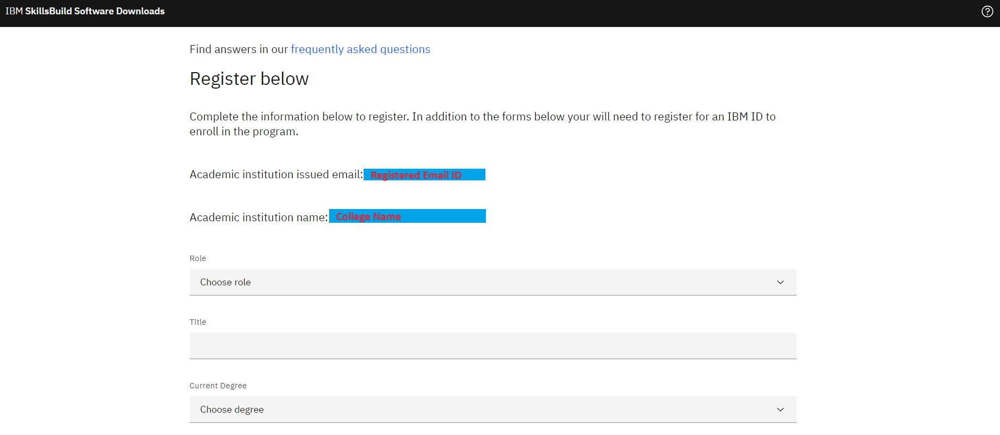 IBM SkillsBuild Software Downloads
Find answers in our frequently asked questions
Register below
Complete the information below to register. In addition to the forms below your will need to register for an IBM ID to
enroll in the program.
Academic institution issued email: Registered Email ID
Academic institution name: College Name
Role
Choose role
Title
Current Degree
Choose degree